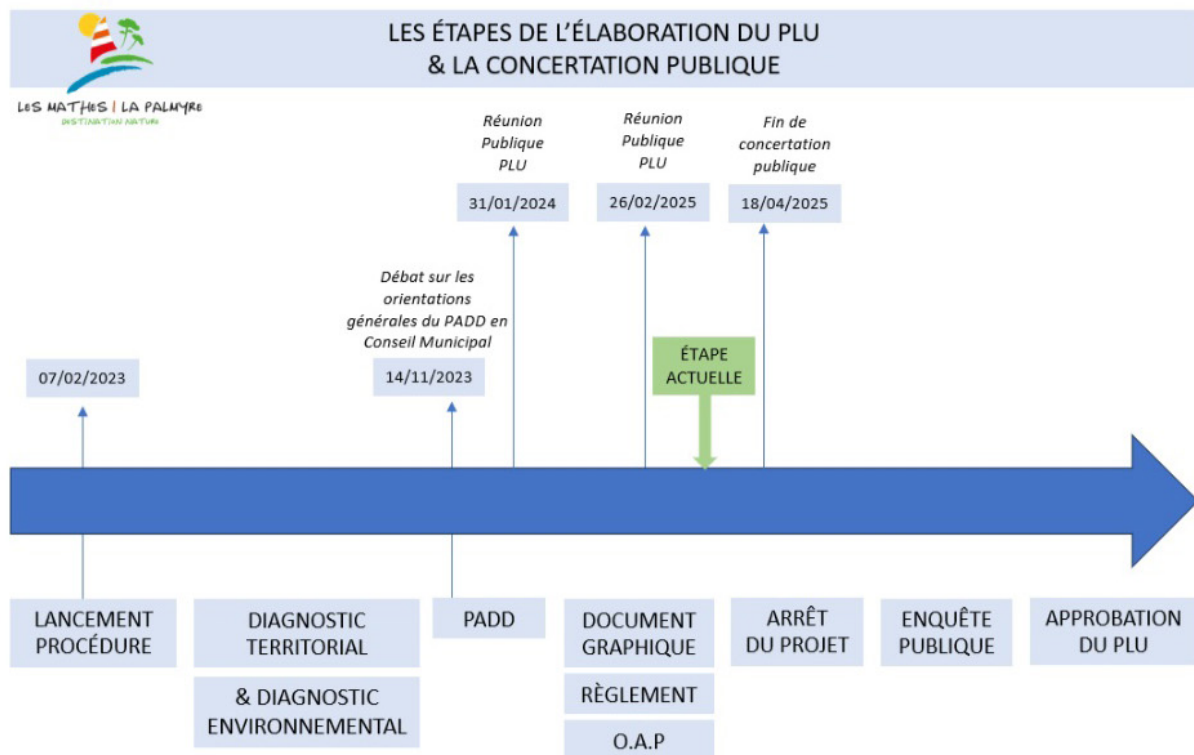 LES ÉTAPES DE L'ÉLABORATION DU PLU
& LA CONCERTATION PUBLIQUE
LES MATHES | LA PALMYRE
DESTINATION NATURE
Réunion
Publique
PLU
31/01/2024
Réunion
Publique
PLU
26/02/2025
Fin de
concertation
publique
18/04/2025
Débat sur les
orientations
générales du PADD en
Conseil Municipal
14/11/2023
07/02/2023
ÉTAPE
ACTUELLE
LANCEMENT
PROCÉDURE
DIAGNOSTIC
TERRITORIAL
& DIAGNOSTIC
ENVIRONNEMENTAL
PADD
DOCUMENT
GRAPHIQUE
RÈGLEMENT
O.A.P
ARRÊT
DU PROJET
ENQUÊTE
PUBLIQUE
APPROBATION
DU PLU